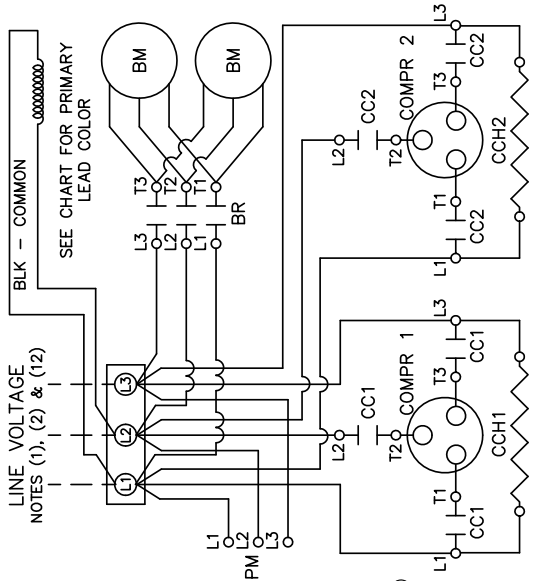 BLK - COMMON
SEE CHART FOR PRIMARY
LEAD COLOR
LINE VOLTAGE
NOTES (1), (2) & (12)
L1
L2
L3
BM
BM
T3
T2
T1
L3
L2
L1
BR
L1
L2
L3
PM
L2
CC1
T2
COMPR 1
L1
CC1
T1
T3
CC1
L3
CCH1
L2
CC2
T2
COMPR 2
L1
CC2
T1
T3
CC2
L3
CCH2